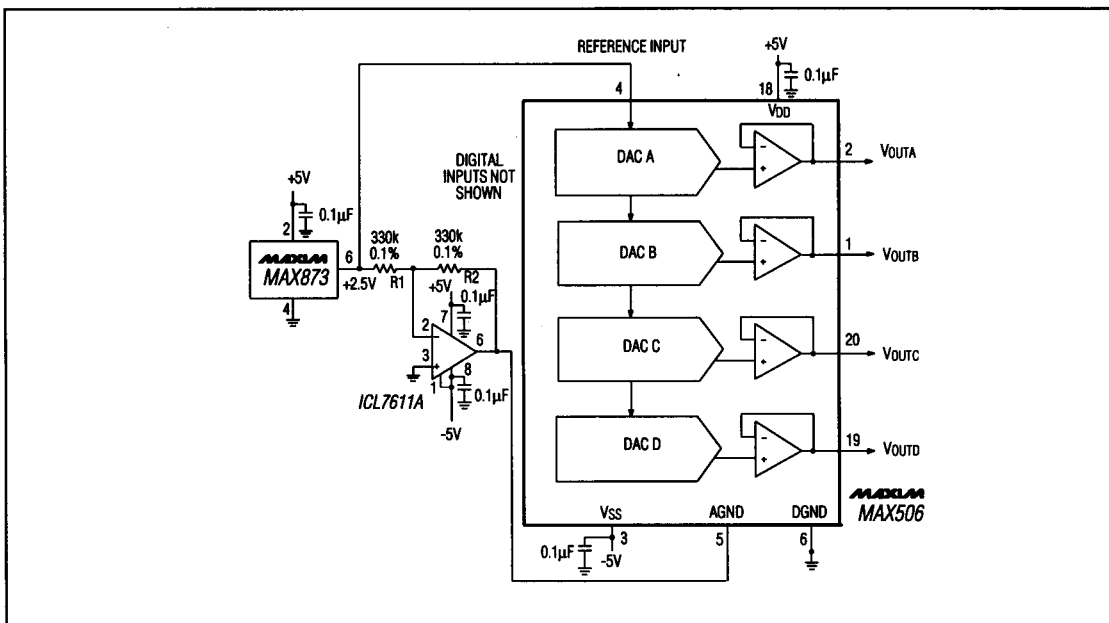 REFERENCE INPUT
+5V
0.1µF
4
18
VDD
DAC A
-
+
2
VOUTA
DIGITAL
INPUTS NOT
SHOWN
+5V
0.1µF
2
MAXIM
MAX873
4
6
+2.5V
330k
0.1%
R1
330k
0.1%
R2
+5V
0.1µF
7
2
-
3
+
6
1
8
0.1µF
ICL7611A
-5V
DAC B
-
+
1
VOUTB
DAC C
-
+
20
VOUTC
DAC D
-
+
19
VOUTD
MAXIM
MAX506
VSS
AGND
DGND
3
5
6
0.1µF
-5V